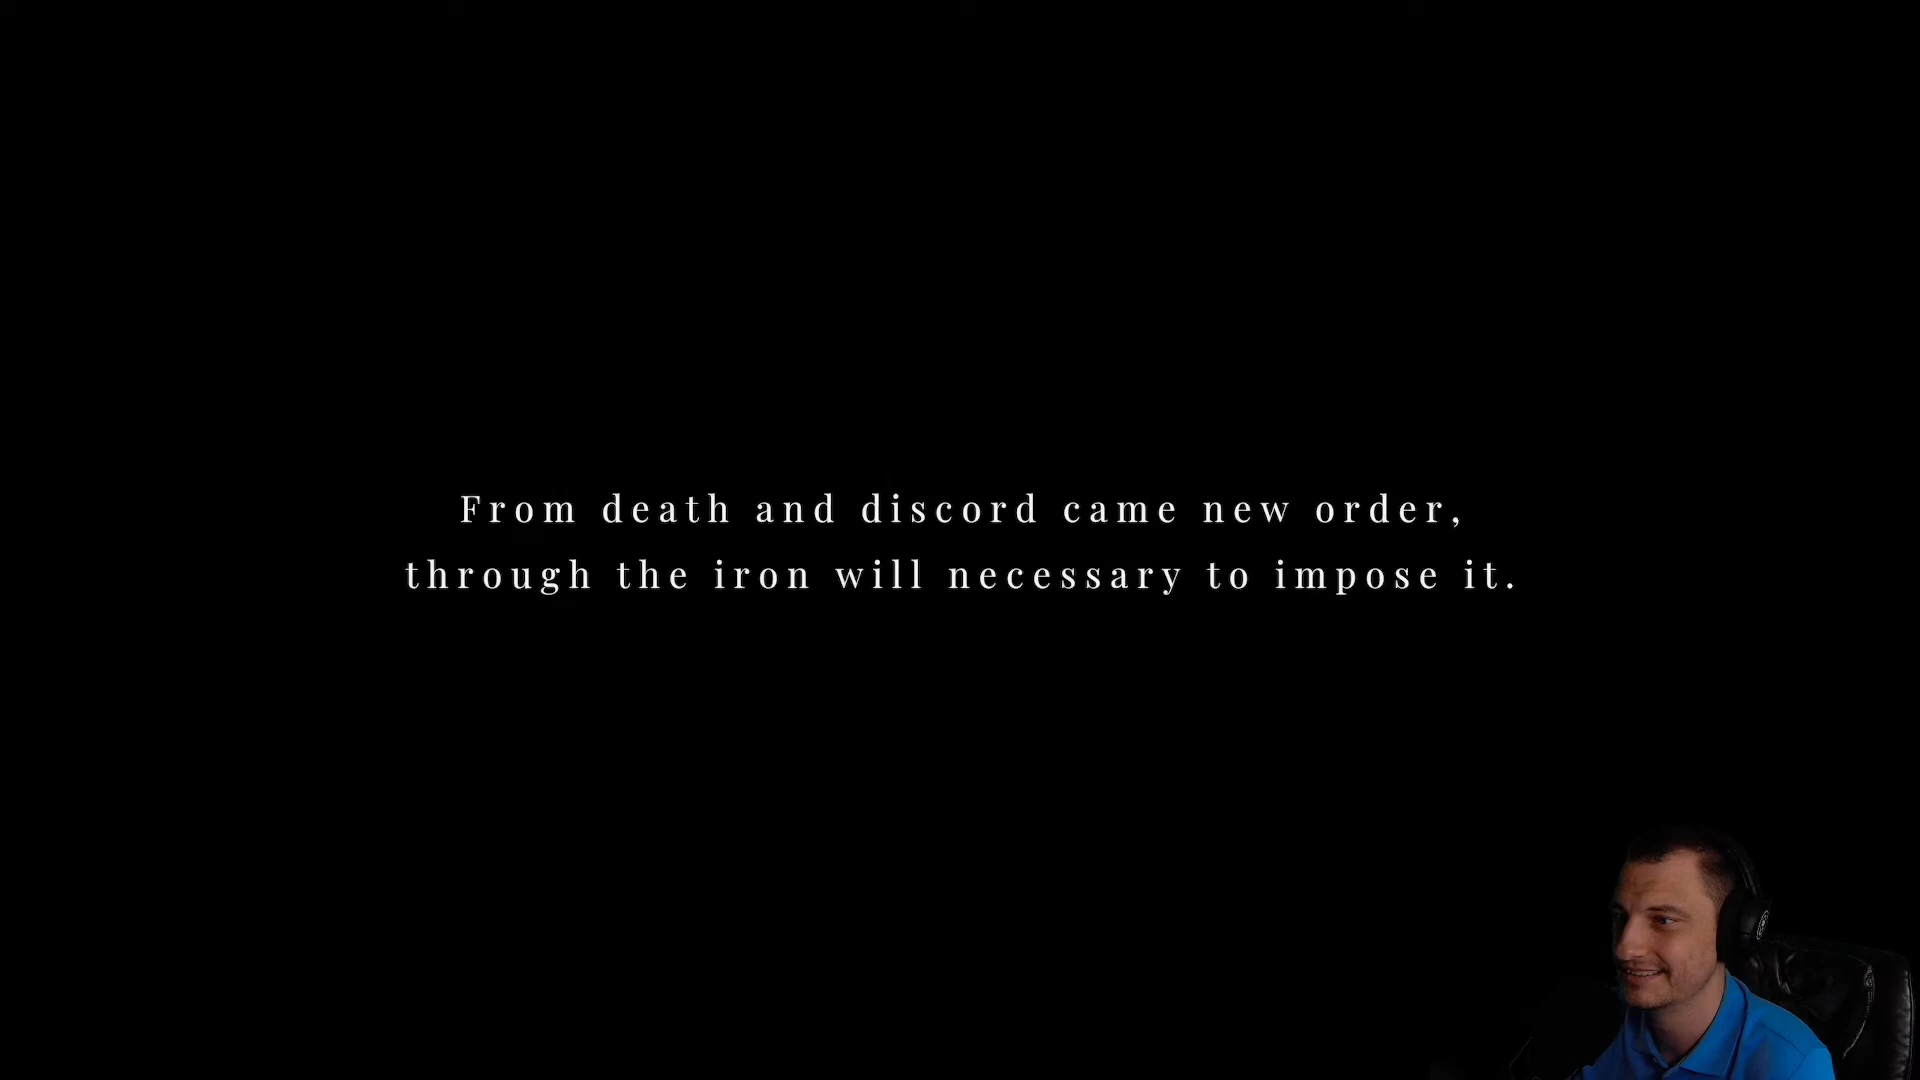 From death and discord came new order,
through the iron will necessary to impose it.